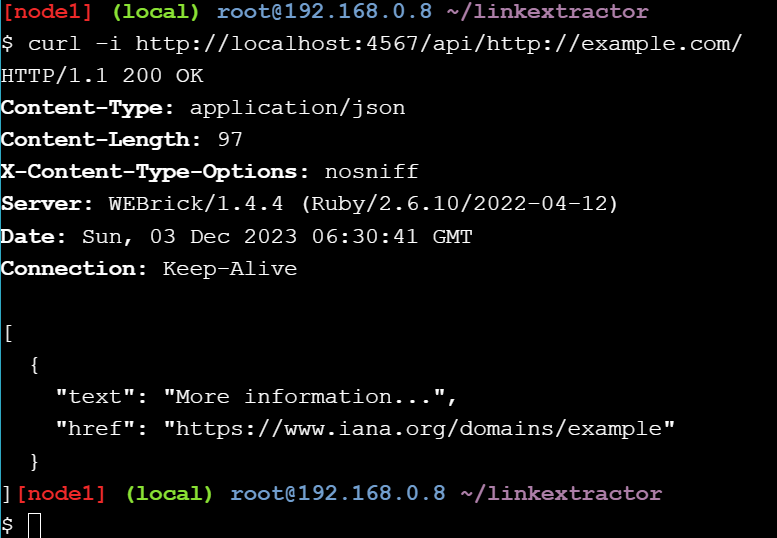 [node1] (local) root@192.168.0.8 ~/linkextractor
$ curl -i http://localhost:4567/api/http://example.com/
HTTP/1.1 200 OK
Content-Type: application/json
Content-Length: 97
X-Content-Type-Options: nosniff
Server: WEBrick/1.4.4 (Ruby/2.6.10/2022-04-12)
Date: Sun, 03 Dec 2023 06:30:41 GMT
Connection: Keep-Alive

[
  {
    "text": "More information...",
    "href": "https://www.iana.org/domains/example"
  }
][node1] (local) root@192.168.0.8 ~/linkextractor
$